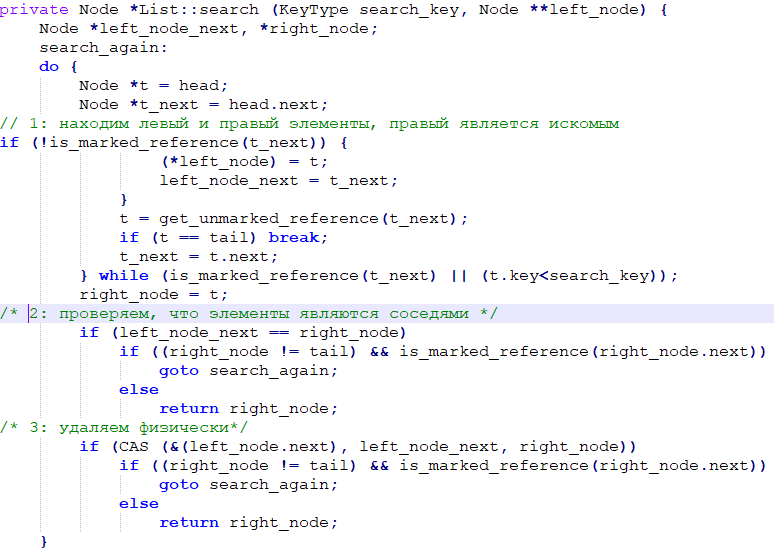 private Node *List::search (KeyType search_key, Node **left_node) {
    Node *left_node_next, *right_node;
    search_again:
    do {
        Node *t = head;
        Node *t_next = head.next;
// 1: находим левый и правый элементы, правый является искомым
if (!is_marked_reference(t_next)) {
                (*left_node) = t;
                left_node_next = t_next;
            }
            t = get_unmarked_reference(t_next);
            if (t == tail) break;
            t_next = t.next;
        } while (is_marked_reference(t_next) || (t.key<search_key));
        right_node = t;
/* 2: проверяем, что элементы являются соседями */
        if (left_node_next == right_node)
            if ((right_node != tail) && is_marked_reference(right_node.next))
                goto search_again;
            else
                return right_node;
/* 3: удаляем физически*/
        if (CAS (&(left_node.next), left_node_next, right_node))
            if ((right_node != tail) && is_marked_reference(right_node.next))
                goto search_again;
            else
                return right_node;
    }